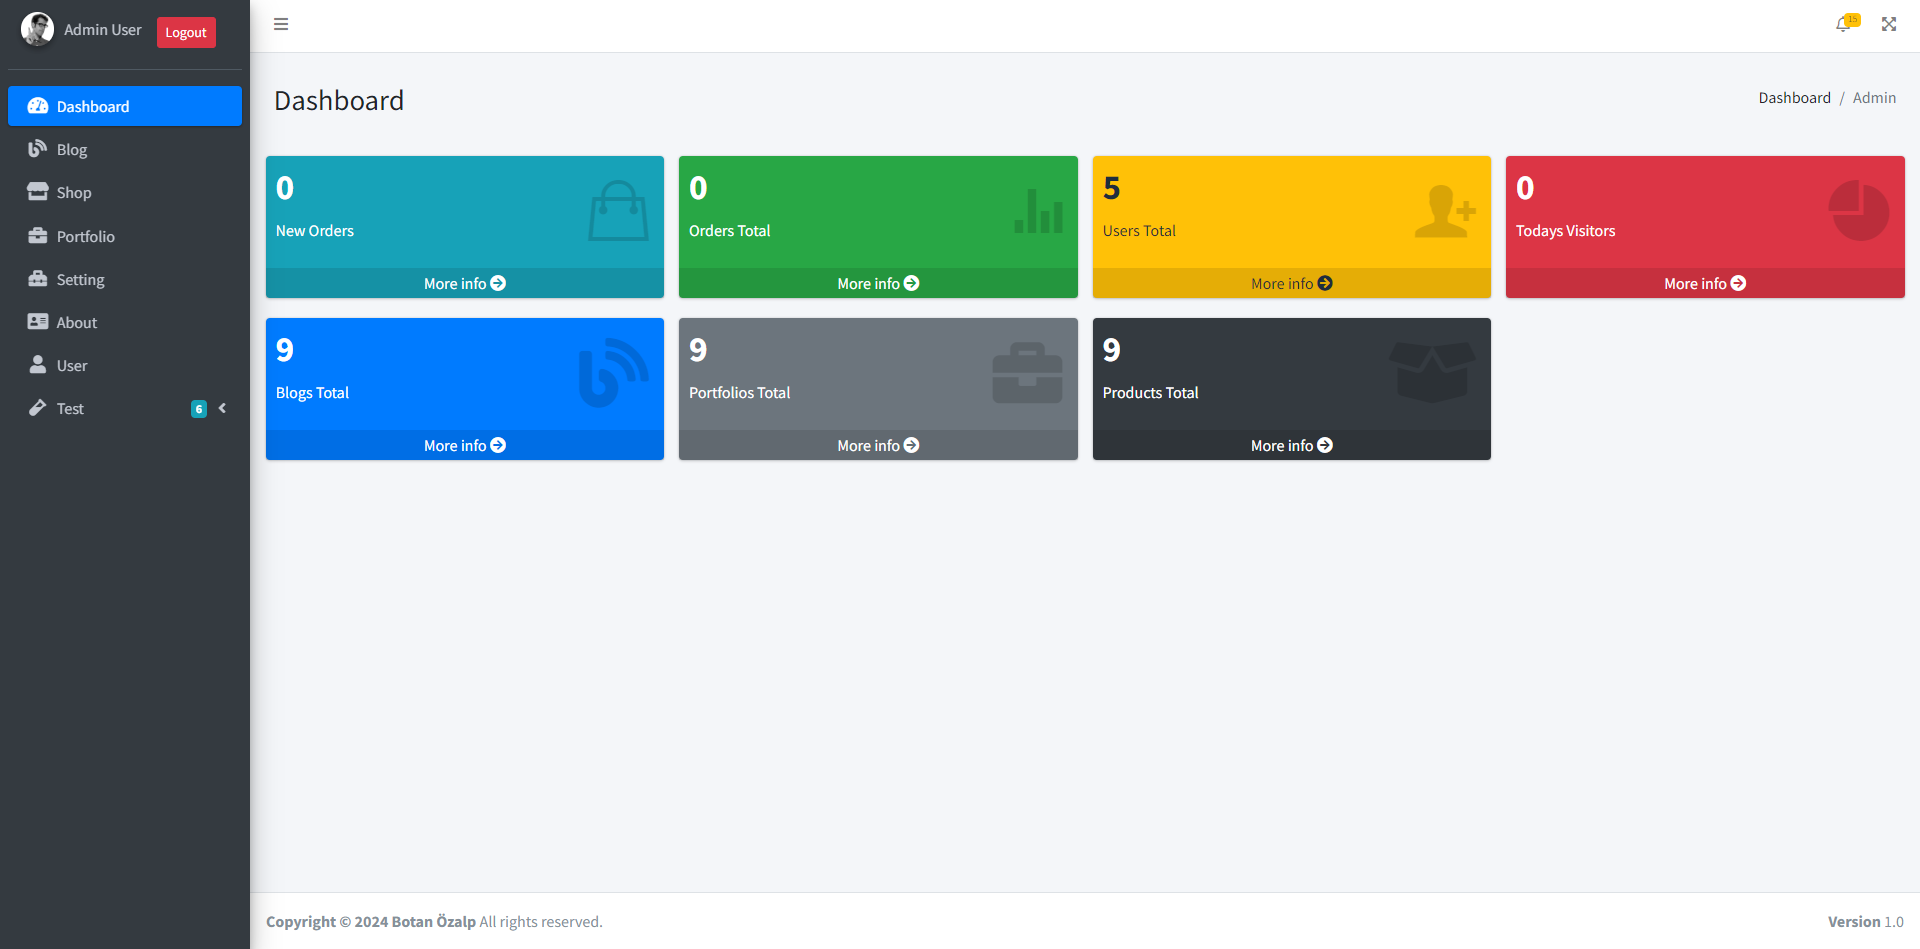 Admin User
Logout
Dashboard
Blog
Shop
Portfolio
Setting
About
User
Test 6
15
Dashboard
Dashboard / Admin
0
New Orders
More info
0
Orders Total
More info
5
Users Total
More info
0
Todays Visitors
More info
9
Blogs Total
More info
9
Portfolios Total
More info
9
Products Total
More info
Copyright © 2024 Botan Özalp All rights reserved.
Version 1.0